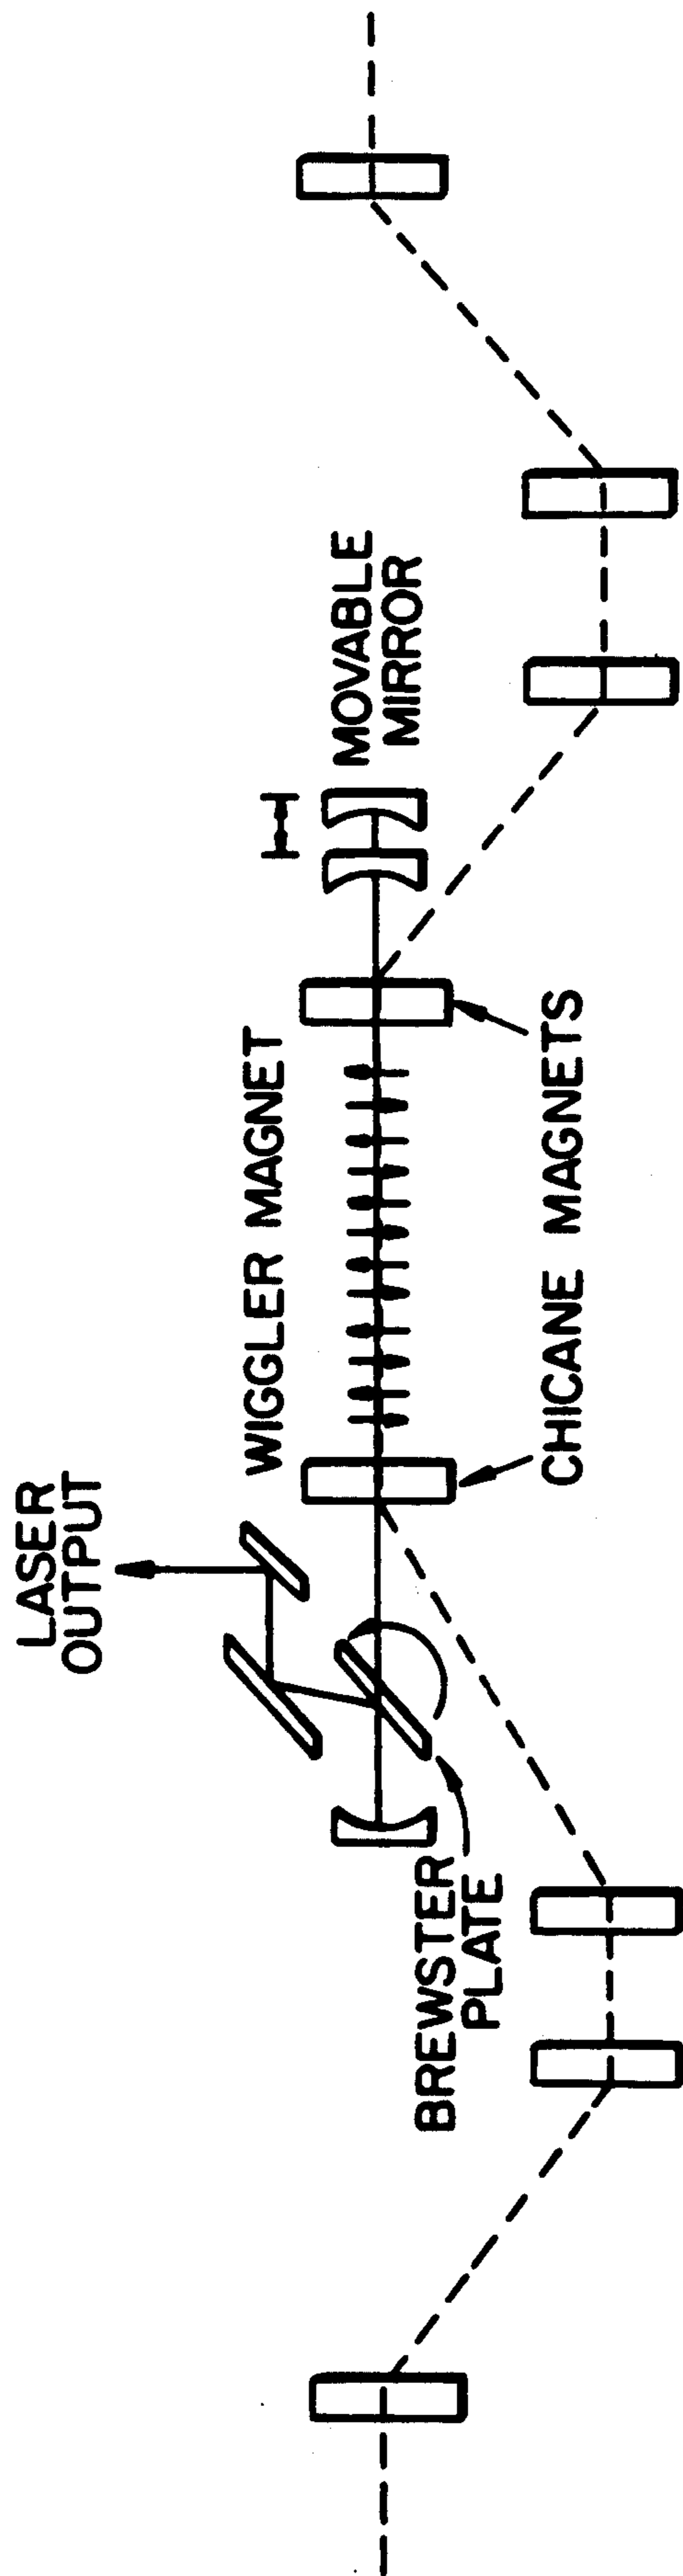 LASER
OUTPUT
WIGGLER MAGNET
MOVABLE
MIRROR
BREWSTER
PLATE
CHICANE MAGNETS